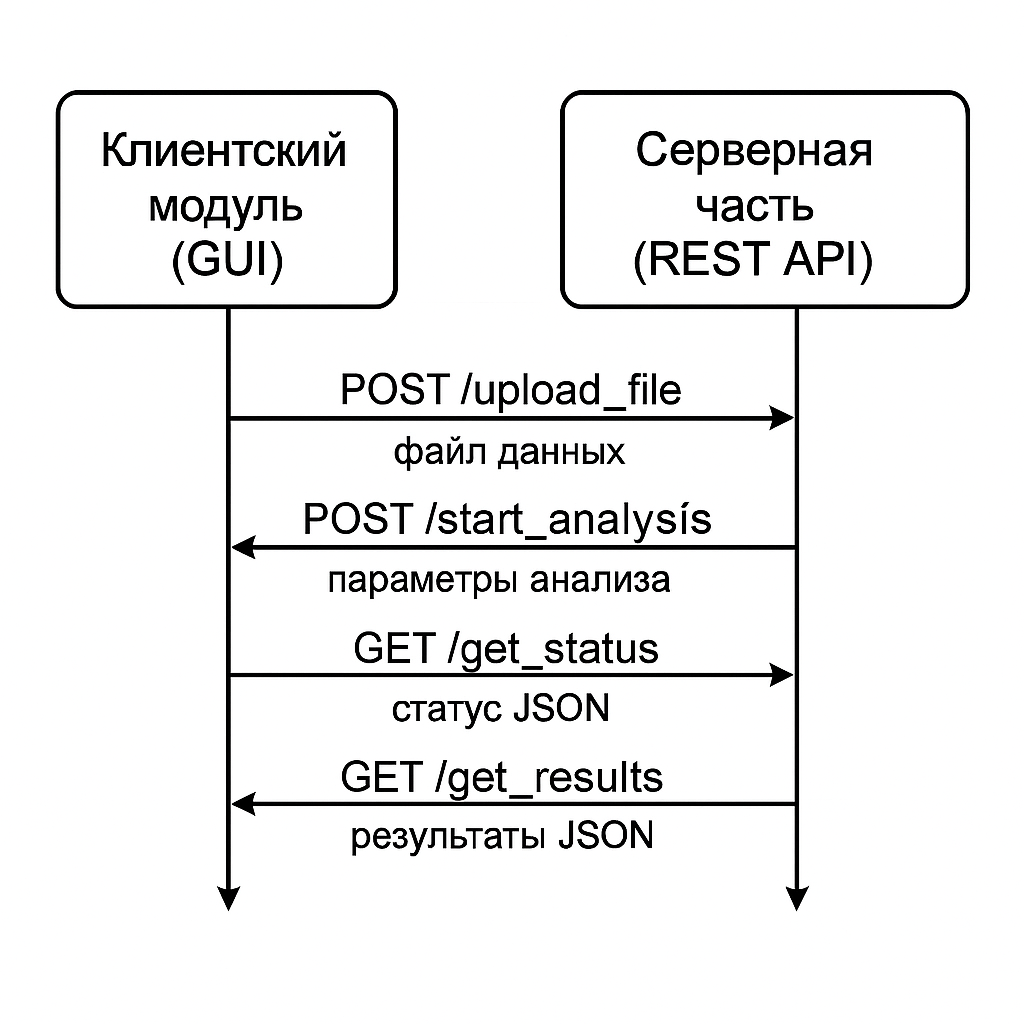 Клиентский
модуль
(GUI)
Серверная
часть
(REST API)
POST /upload_file
файл данных
POST /start_analysís
параметры анализа
GET /get_status
статус JSON
GET /get_results
результаты JSON